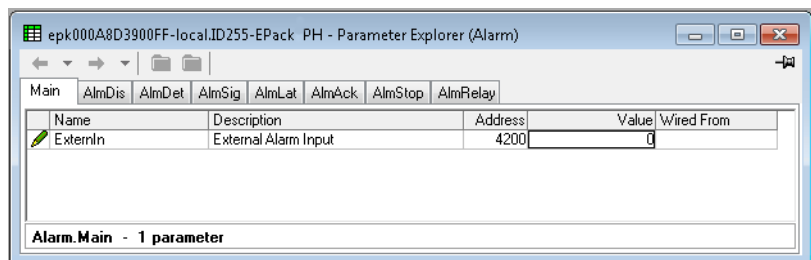 epk000A8D3900FF-local.ID255-EPack PH - Parameter Explorer (Alarm)
Main AlmDis AlmDet AlmSig AlmLat AlmAck AlmStop AlmRelay
Name Description Address Value Wired From
ExternIn External Alarm Input 4200 0
Alarm.Main - 1 parameter